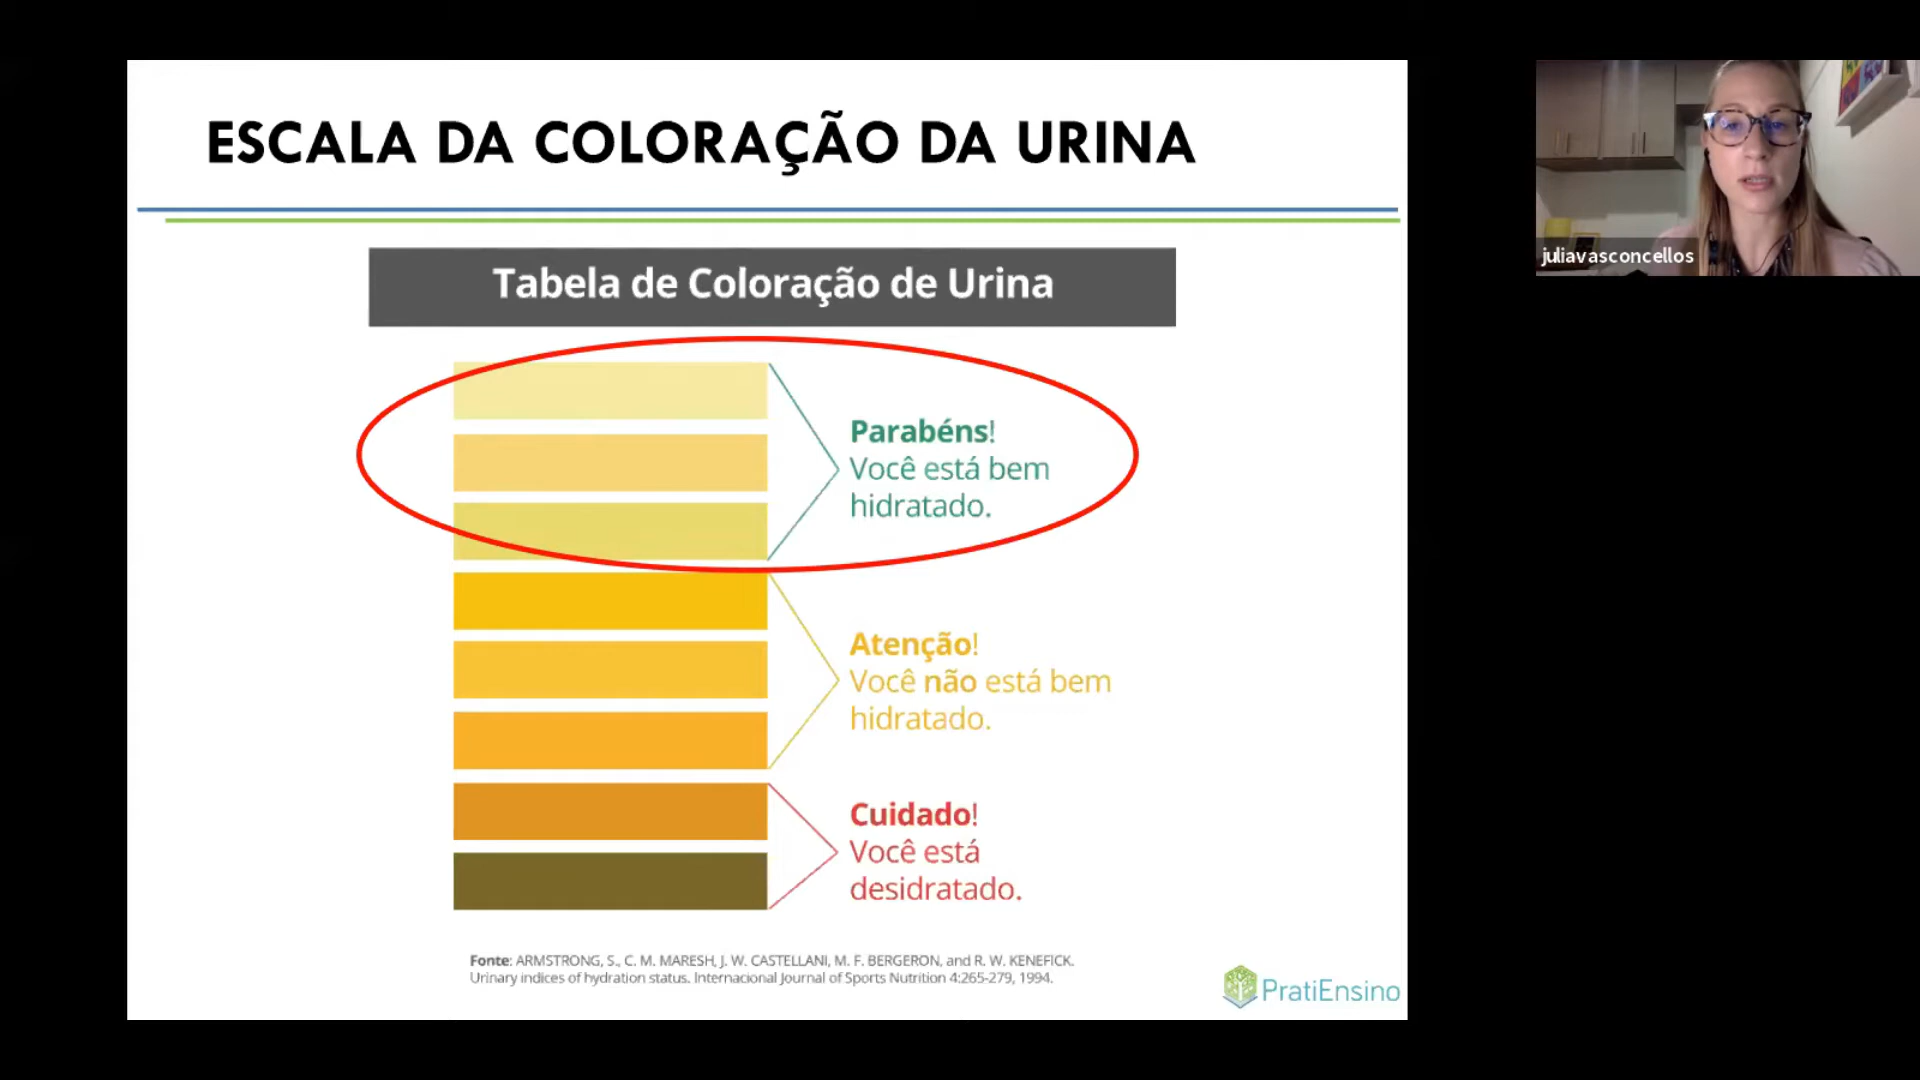 ESCALA DA COLORAÇÃO DA URINA
Tabela de Coloração de Urina
Parabéns!
Você está bem
hidratado.
Atenção!
Você não está bem
hidratado.
Cuidado!
Você está
desidratado.
Fonte: ARMSTRONG, S., C. M. MARESH, J. W. CASTELLANI, M. F. BERGERON, and R. W. KENEFICK.
Urinary indices of hydration status. Internacional Journal of Sports Nutrition 4:265-279, 1994.
PratiEnsino
juliavasconcellos